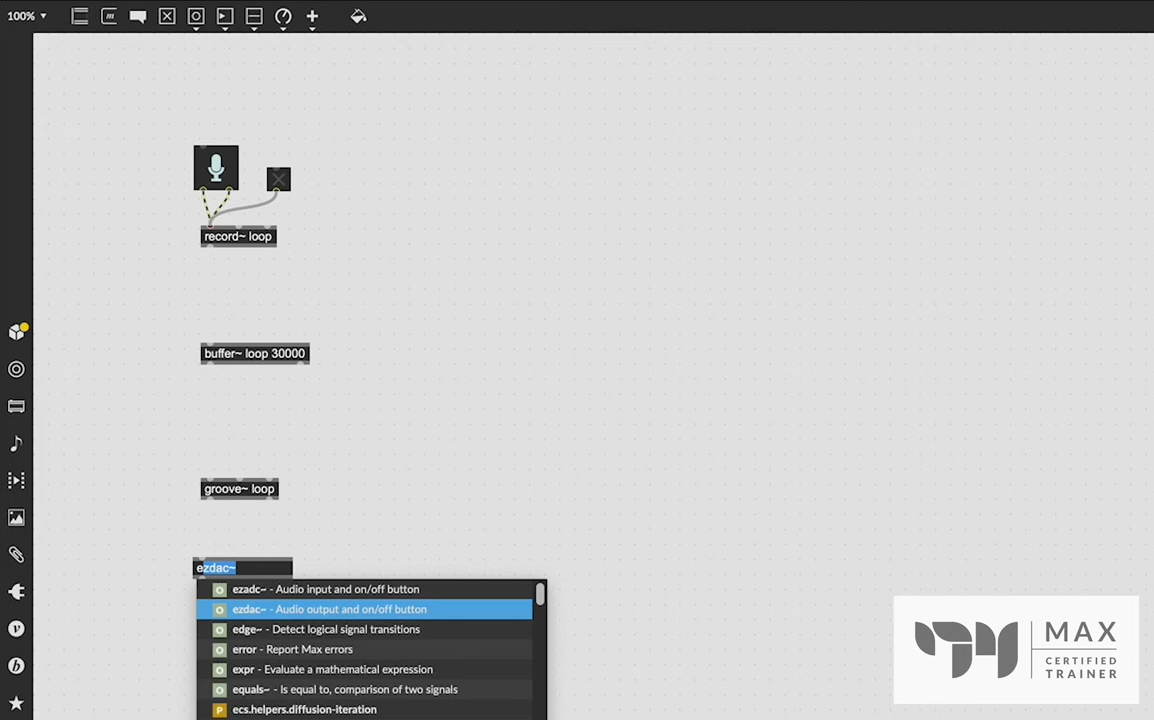 100%
record~ loop
buffer~ loop 30000
groove~ loop
ezdac~
ezadc~ - Audio input and on/off button
ezdac~ - Audio output and on/off button
edge~ - Detect logical signal transitions
error - Report Max errors
expr - Evaluate a mathematical expression
equals~ - Is equal to, comparison of two signals
ecs.helpers.diffusion-iteration
MAX
CERTIFIED
TRAINER